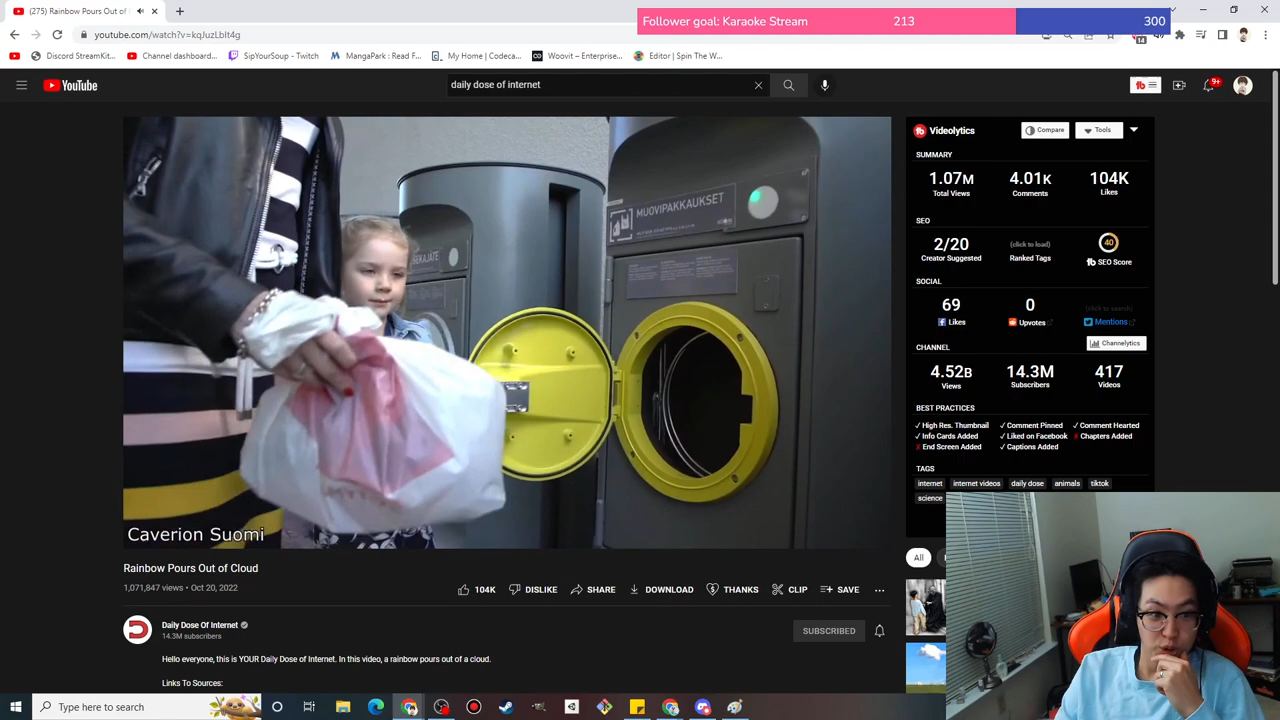 (275) Rainbow Pours Out of
Follower goal: Karaoke Stream 213 300
youtube.com/watch?v=kqJuzLbIt4g
14
Discord StreamKit... Channel dashboard... SipYourSoup - Twitch MangaPark : Read F... My Home | Codeca... Woovit – Enterprise... Editor | Spin The W...
YouTube daily dose of internet 9+
Videolytics Compare Tools
SUMMARY
1.07M 4.01K 104K
Total Views Comments Likes
SEO
2/20 (click to load) 40
Creator Suggested Ranked Tags SEO Score
SOCIAL
69 0 (click to search)
Likes Upvotes Mentions
CHANNEL Channelytics
4.52B 14.3M 417
Views Subscribers Videos
BEST PRACTICES
High Res. Thumbnail Comment Pinned Comment Hearted
Info Cards Added Liked on Facebook Chapters Added
End Screen Added Captions Added
TAGS
internet internet videos daily dose animals tiktok
science
MUOVIPAKKAUKSET
SEKAJÄTE
Caverion Suomi
Rainbow Pours Out of Cloud
1,071,847 views • Oct 20, 2022
104K DISLIKE SHARE DOWNLOAD THANKS CLIP SAVE
All
Daily Dose Of Internet
14.3M subscribers
SUBSCRIBED
Hello everyone, this is YOUR Daily Dose of Internet. In this video, a rainbow pours out of a cloud.
Links To Sources:
Type here to search